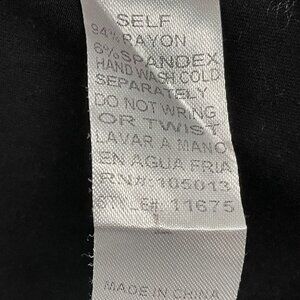 SELF
94% RAYON
6% SPANDEX
HAND WASH COLD
SEPARATELY
DO NOT WRING
OR TWIST
LAVAR A MANO
EN AGUA FRIA
RN#: 105013
STYLE#: 11675
MADE IN CHINA